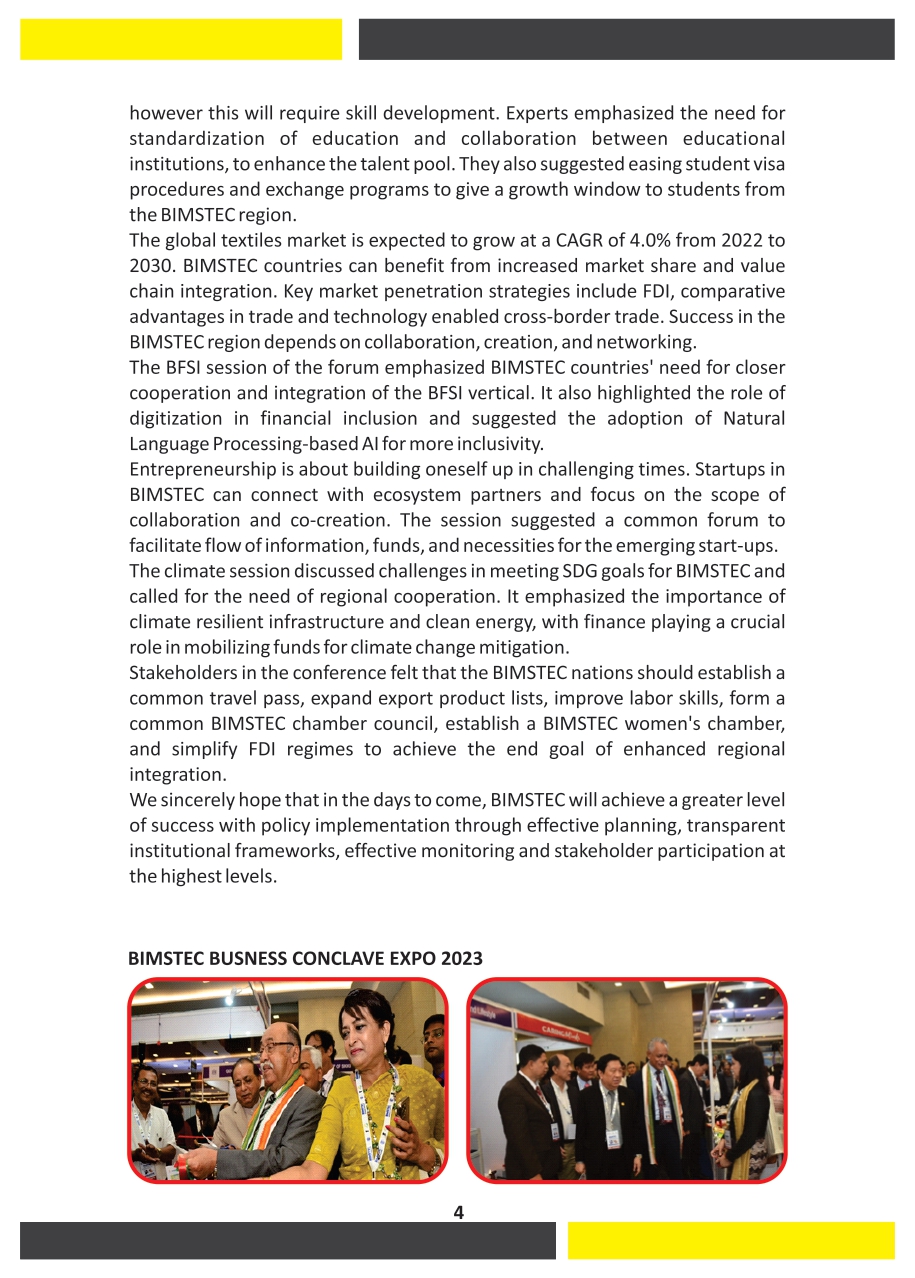 however this will require skill development. Experts emphasized the need for
standardization of education and collaboration between educational
institutions, to enhance the talent pool. They also suggested easing student visa
procedures and exchange programs to give a growth window to students from
the BIMSTEC region.
The global textiles market is expected to grow at a CAGR of 4.0% from 2022 to
2030. BIMSTEC countries can benefit from increased market share and value
chain integration. Key market penetration strategies include FDI, comparative
advantages in trade and technology enabled cross-border trade. Success in the
BIMSTEC region depends on collaboration, creation, and networking.
The BFSI session of the forum emphasized BIMSTEC countries' need for closer
cooperation and integration of the BFSI vertical. It also highlighted the role of
digitization in financial inclusion and suggested the adoption of Natural
Language Processing-based AI for more inclusivity.
Entrepreneurship is about building oneself up in challenging times. Startups in
BIMSTEC can connect with ecosystem partners and focus on the scope of
collaboration and co-creation. The session suggested a common forum to
facilitate flow of information, funds, and necessities for the emerging start-ups.
The climate session discussed challenges in meeting SDG goals for BIMSTEC and
called for the need of regional cooperation. It emphasized the importance of
climate resilient infrastructure and clean energy, with finance playing a crucial
role in mobilizing funds for climate change mitigation.
Stakeholders in the conference felt that the BIMSTEC nations should establish a
common travel pass, expand export product lists, improve labor skills, form a
common BIMSTEC chamber council, establish a BIMSTEC women's chamber,
and simplify FDI regimes to achieve the end goal of enhanced regional
integration.
We sincerely hope that in the days to come, BIMSTEC will achieve a greater level
of success with policy implementation through effective planning, transparent
institutional frameworks, effective monitoring and stakeholder participation at
the highest levels.
BIMSTEC BUSNESS CONCLAVE EXPO 2023
4